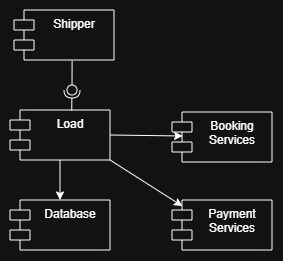 Shipper
Load
Booking
Services
Database
Payment
Services